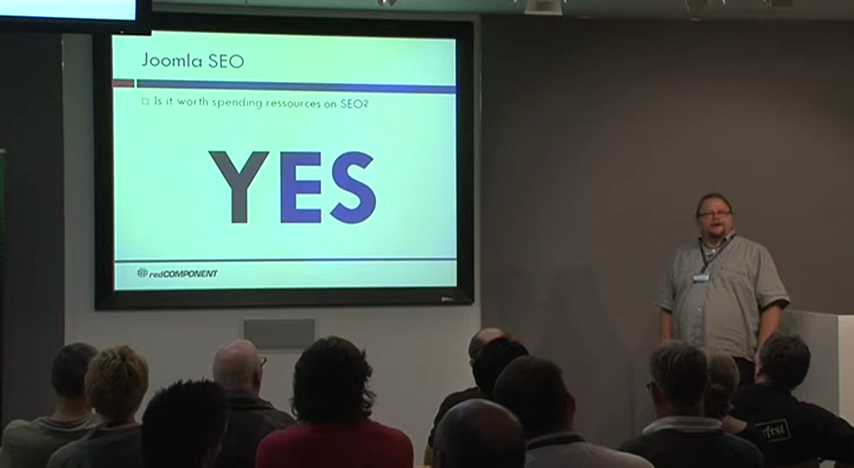 Joomla SEO
Is it worth spending ressources on SEO?
YES
redCOMPONENT